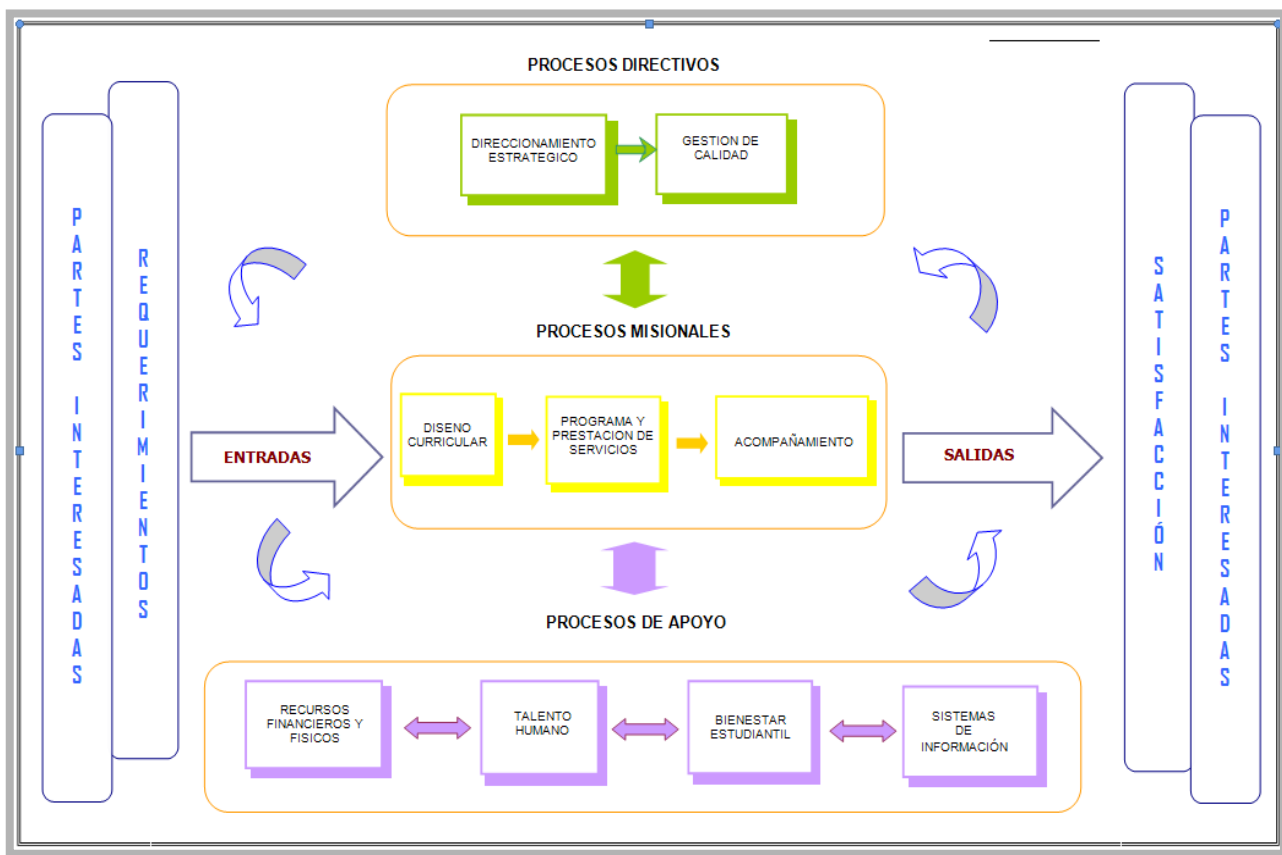 PROCESOS DIRECTIVOS
DIRECCIONAMIENTO
ESTRATEGICO
GESTION DE
CALIDAD
PARTES INTERESADAS
REQUERIMIENTOS
SATISFACCIÓN
PARTES INTERESADAS
PROCESOS MISIONALES
ENTRADAS
DISENO
CURRICULAR
PROGRAMA Y
PRESTACION DE
SERVICIOS
ACOMPAÑAMIENTO
SALIDAS
PROCESOS DE APOYO
RECURSOS
FINANCIEROS Y
FISICOS
TALENTO
HUMANO
BIENESTAR
ESTUDIANTIL
SISTEMAS
DE
INFORMACIÓN